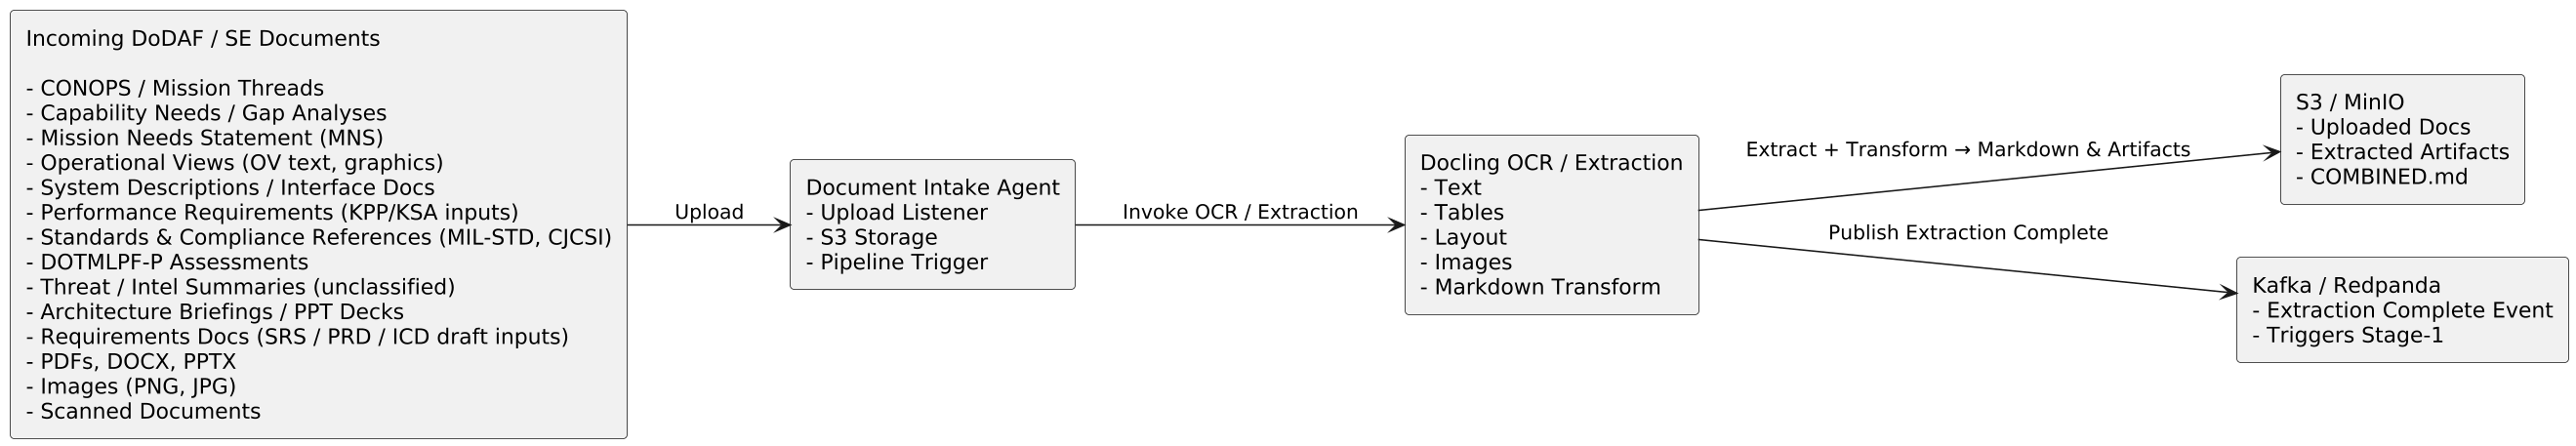 Incoming DoDAF / SE Documents
- CONOPS / Mission Threads
- Capability Needs / Gap Analyses
- Mission Needs Statement (MNS)
- Operational Views (OV text, graphics)
- System Descriptions / Interface Docs
- Performance Requirements (KPP/KSA inputs)
- Standards & Compliance References (MIL-STD, CJCSI)
- DOTMLPF-P Assessments
- Threat / Intel Summaries (unclassified)
- Architecture Briefings / PPT Decks
- Requirements Docs (SRS / PRD / ICD draft inputs)
- PDFs, DOCX, PPTX
- Images (PNG, JPG)
- Scanned Documents
Upload
Document Intake Agent
- Upload Listener
- S3 Storage
- Pipeline Trigger
Invoke OCR / Extraction
Docling OCR / Extraction
- Text
- Tables
- Layout
- Images
- Markdown Transform
Extract + Transform → Markdown & Artifacts
Publish Extraction Complete
S3 / MinIO
- Uploaded Docs
- Extracted Artifacts
- COMBINED.md
Kafka / Redpanda
- Extraction Complete Event
- Triggers Stage-1